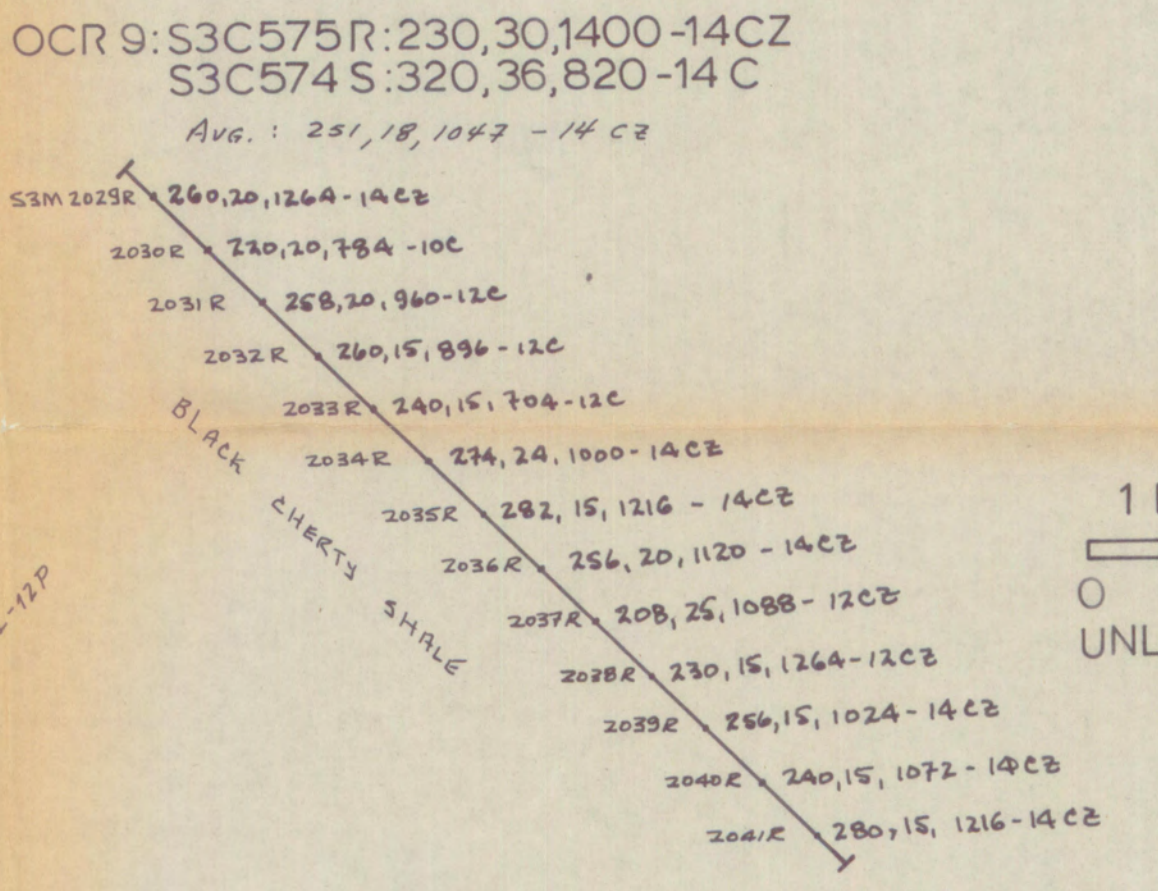 OCR 9: S3C575R: 230, 30, 1400-14CZ
S3C574 S: 320, 36, 820-14 C
AVG. : 251, 18, 1047 - 14 CZ
S3M 2029R 260, 20, 1264-14CZ
2030R 220, 20, 784 -10C
2031R 258, 20, 960-12C
2032R 260, 15, 896-12C
2033R 240, 15, 704-12C
2034R 274, 24, 1000-14CZ
2035R 282, 15, 1216 - 14CZ
2036R 256, 20, 1120 - 14CZ
2037R 208, 25, 1088-12CZ
2038R 230, 15, 1264-12CZ
2039R 256, 15, 1024-14CZ
2040R 240, 15, 1072-14CZ
2041R 280, 15, 1216-14CZ
BLACK CHERTY SHALE
-12P
1
0
UNL